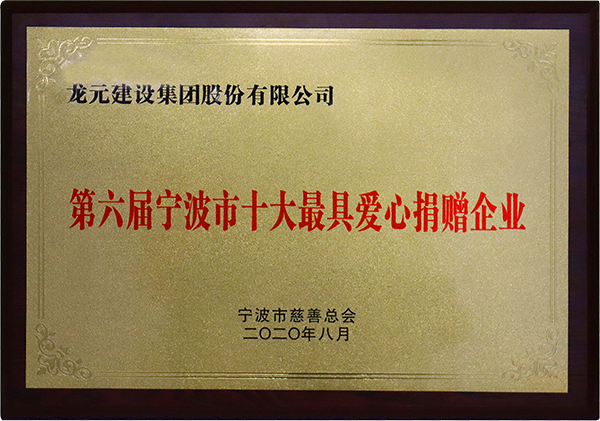 龙元建设集团股份有限公司
第六届宁波市十大最具爱心捐赠企业
宁波市慈善总会
二〇二〇年八月